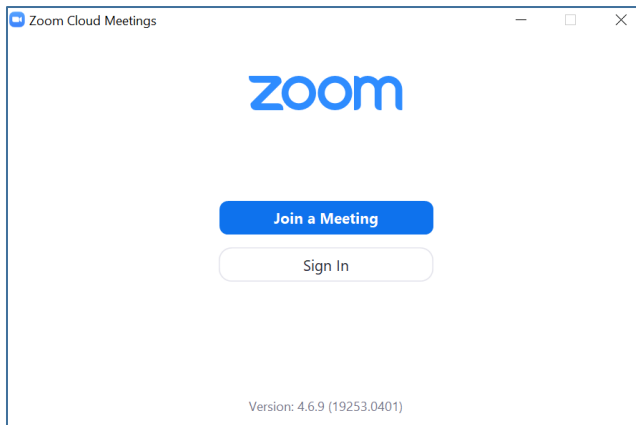 Zoom Cloud Meetings
zoom
Join a Meeting
Sign In
Version: 4.6.9 (19253.0401)